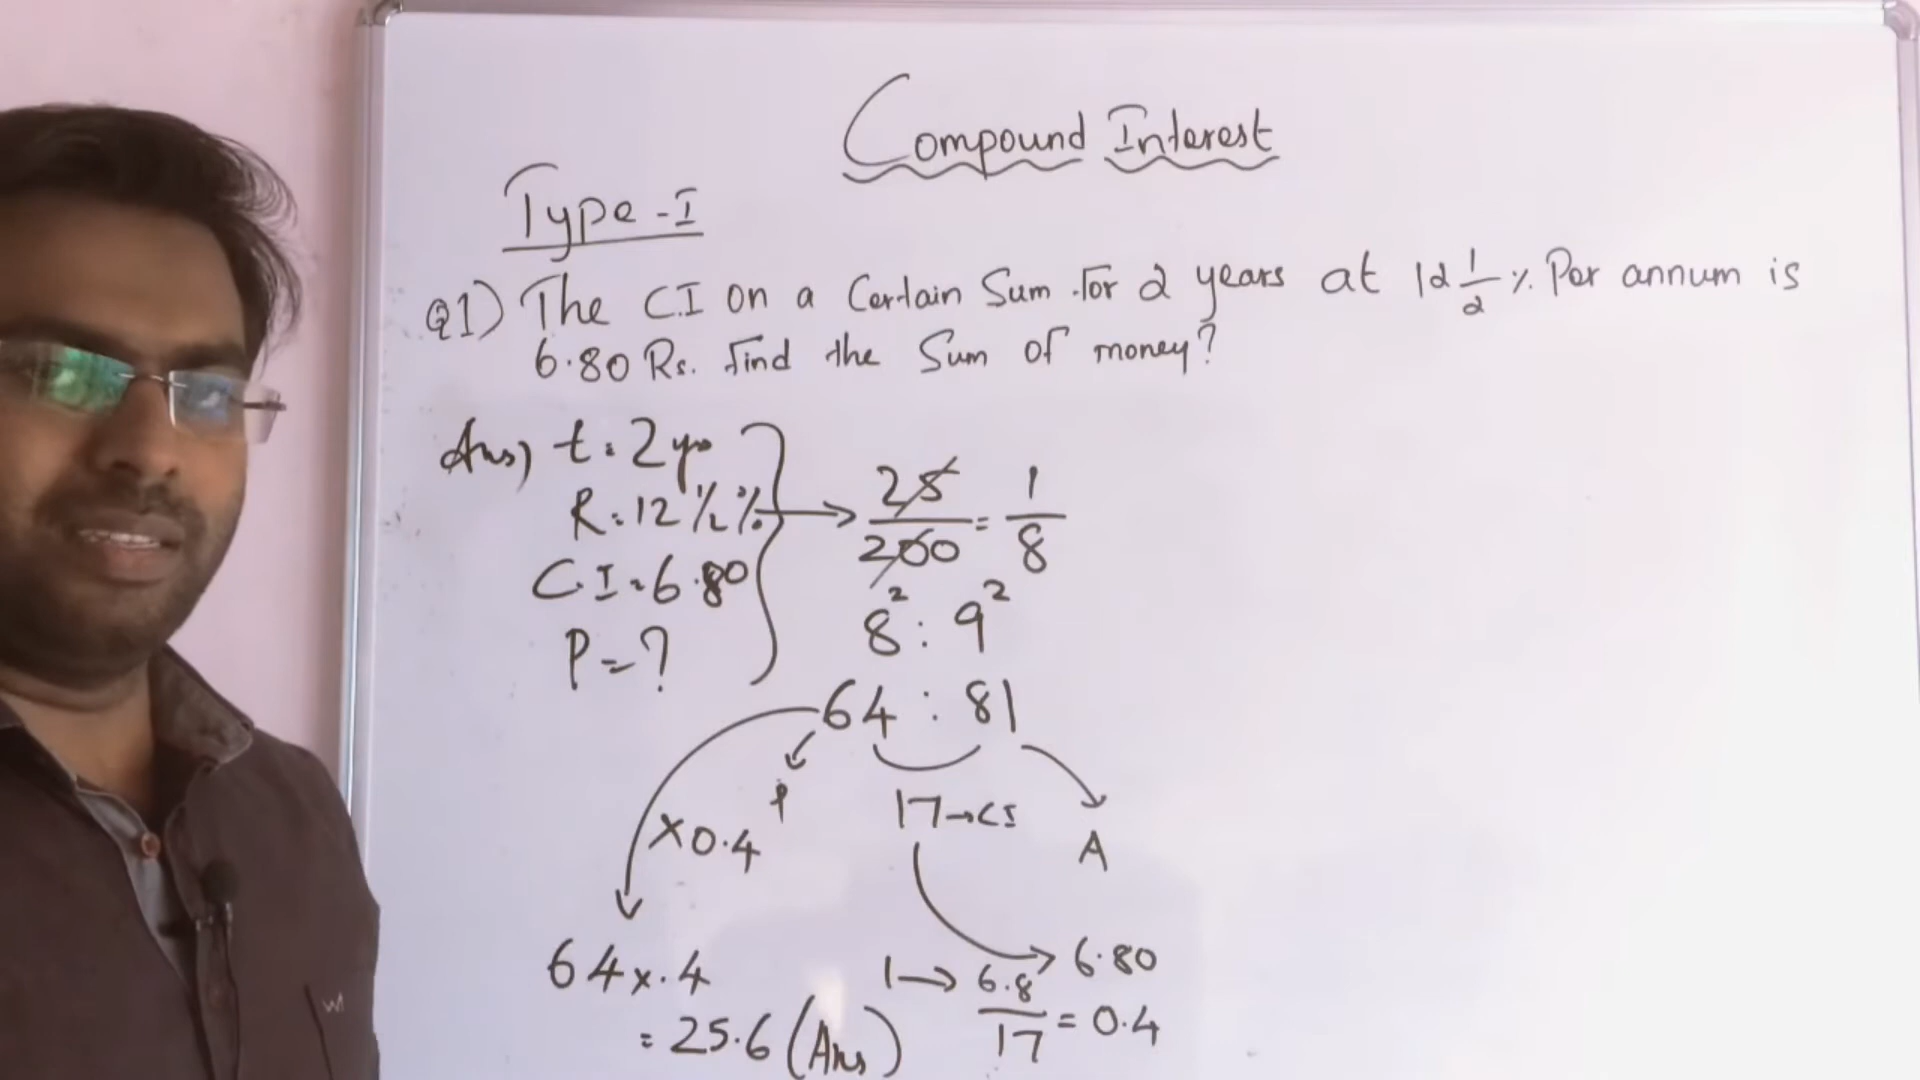 Compound Interest
Type-I
Q1) The C.I on a Certain Sum for 2 years at 12 1/2 % Per annum is
6.80 Rs. find the Sum of money?
Ans) t = 2 yrs
R = 12 1/2 % → 25/200 = 1/8
C.I = 6.80
8² : 9²
P = ?
64 : 81
P
17 → CI
×0.4
A
64 × .4
1 → 6.8/17 = 0.4
6.80
= 25.6 (Ans)